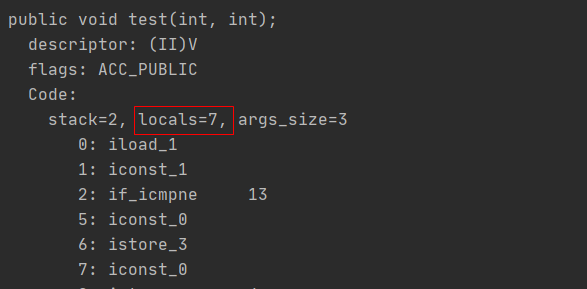 public void test(int, int);
descriptor: (II)V
flags: ACC_PUBLIC
Code:
stack=2, locals=7, args_size=3
0: iload_1
1: iconst_1
2: if_icmpne 13
5: iconst_0
6: istore_3
7: iconst_0